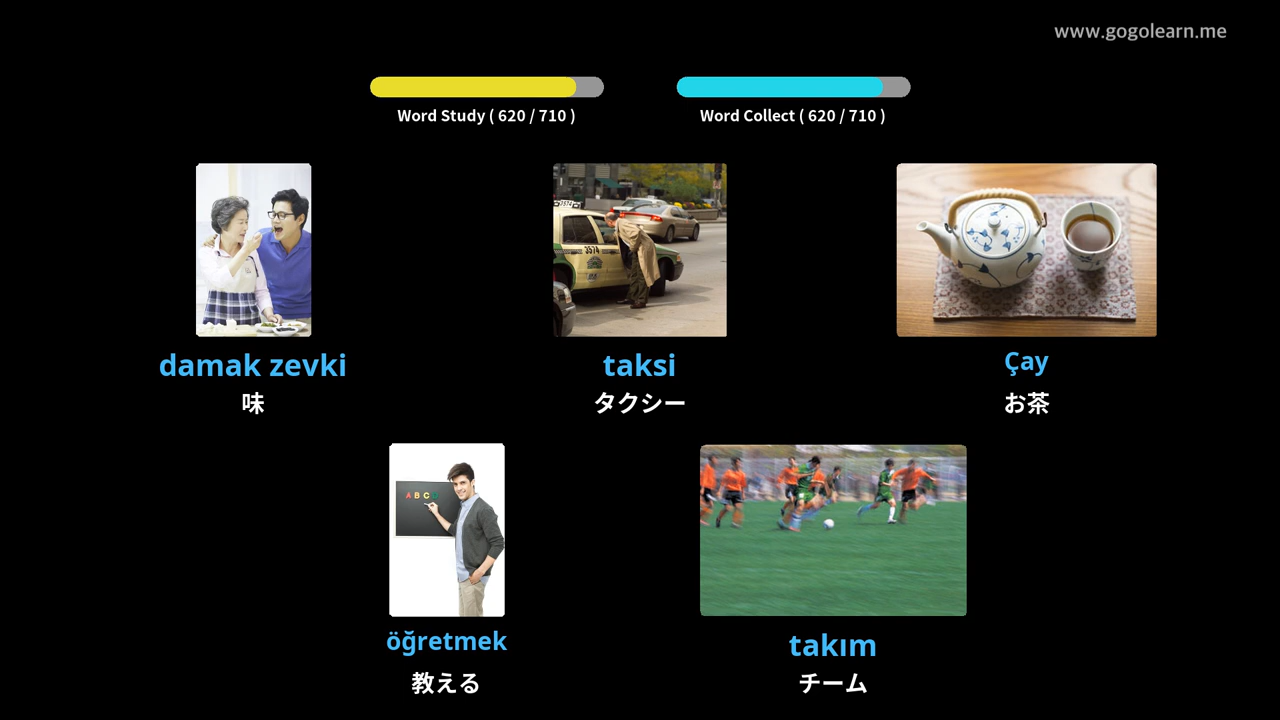 www.gogolearn.me
Word Study ( 620 / 710 )
Word Collect ( 620 / 710 )
damak zevki
味
taksi
タクシー
Çay
お茶
3574
A B C D
öğretmek
教える
takım
チーム